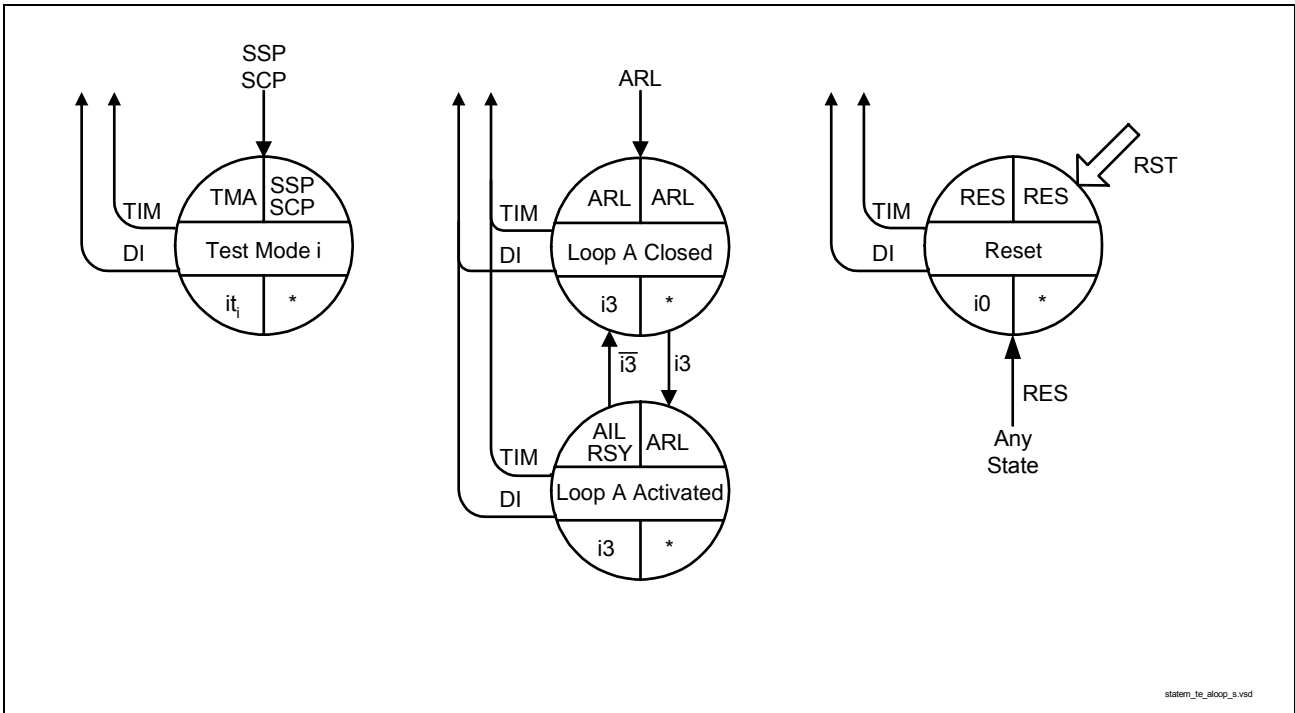 SSP
SCP
TMA
SSP
SCP
TIM
DI
Test Mode i
iti
*
ARL
ARL
ARL
TIM
DI
Loop A Closed
i3
*
i3
i3
AIL
RSY
ARL
TIM
DI
Loop A Activated
i3
*
RST
RES
RES
TIM
DI
Reset
i0
*
RES
Any
State
statem_te_aloop_s.vsd